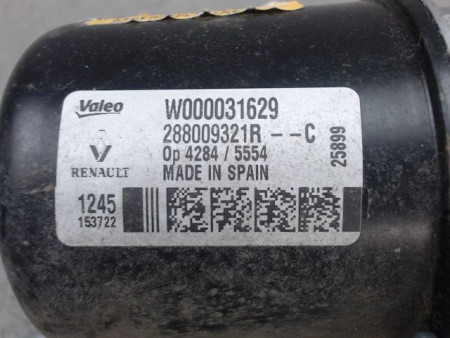 Valeo
W000031629
288009321R --C
Op 4284 / 5554
25899
RENAULT
MADE IN SPAIN
1245
153722